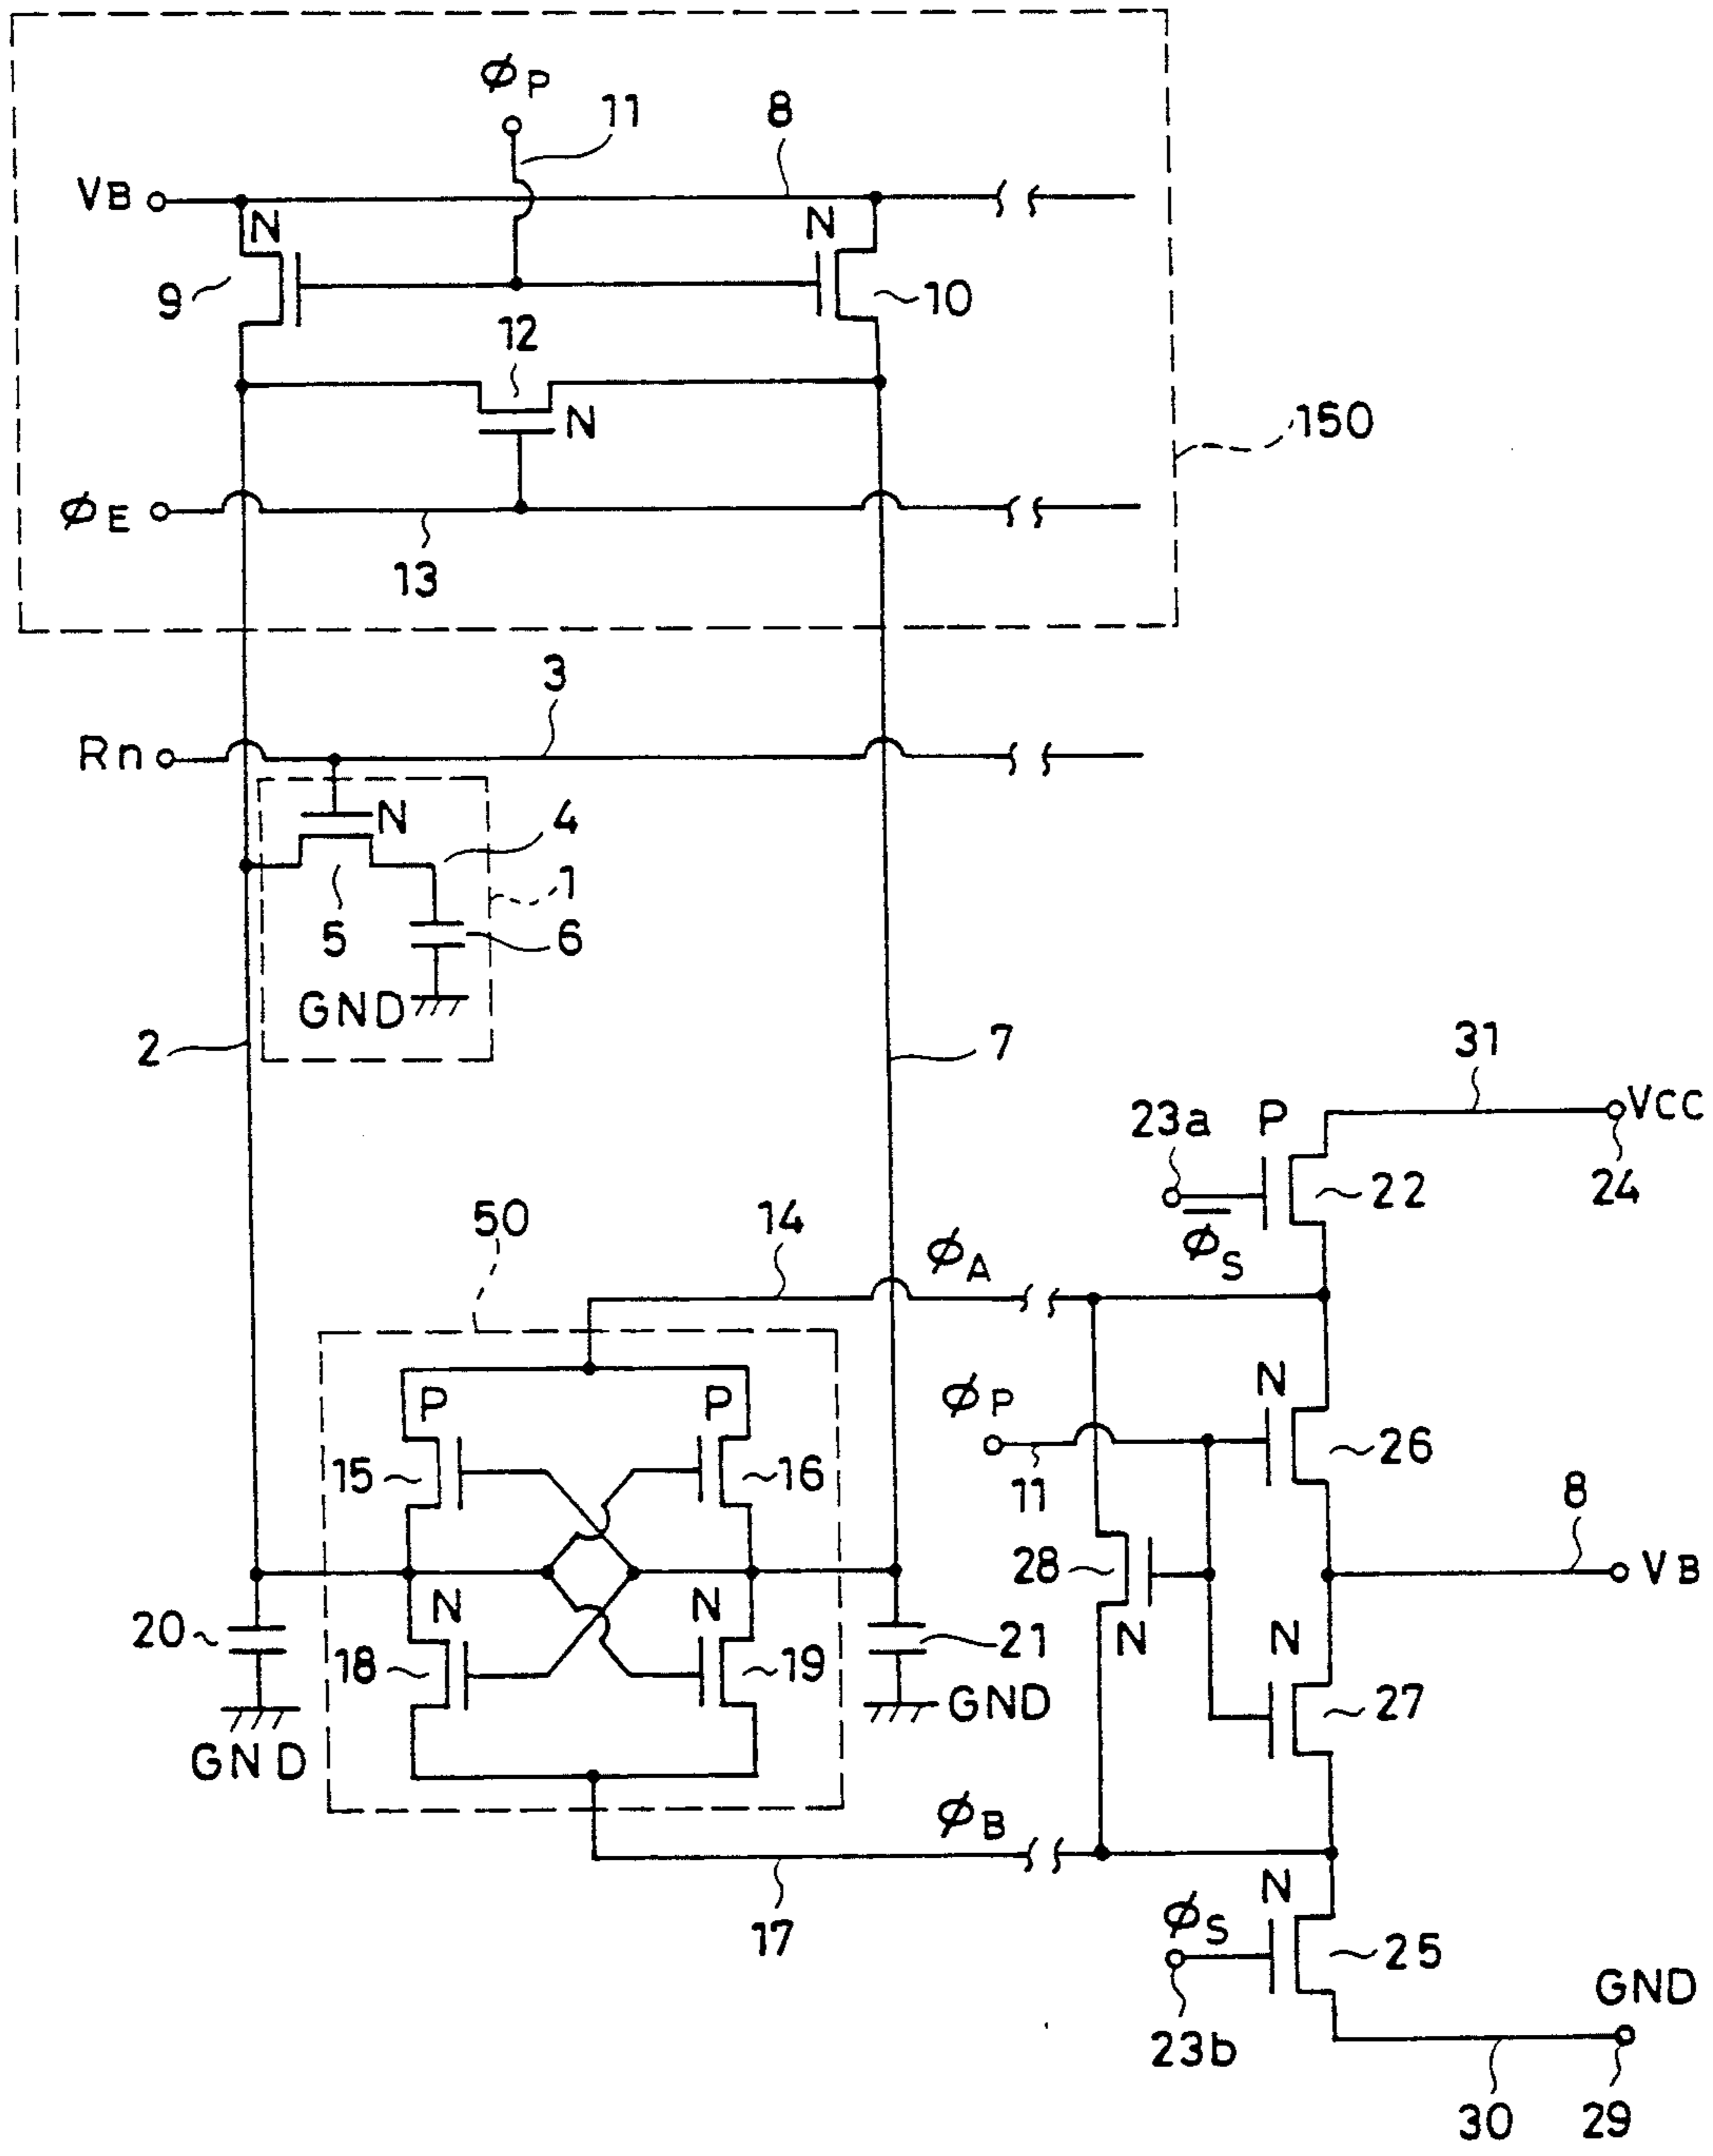 ϕP
11
8
VB
N
N
9
10
12
N
150
ϕE
13
3
Rn
N
4
1
5
6
GND
2
7
31
23a
P
VCC
22
24
50
14
ϕS
ϕA
N
P
P
ϕP
15
16
26
11
8
28
VB
N
N
20
N
N
21
18
19
GND
27
GND
ϕB
N
ϕS
17
25
GND
23b
30
29